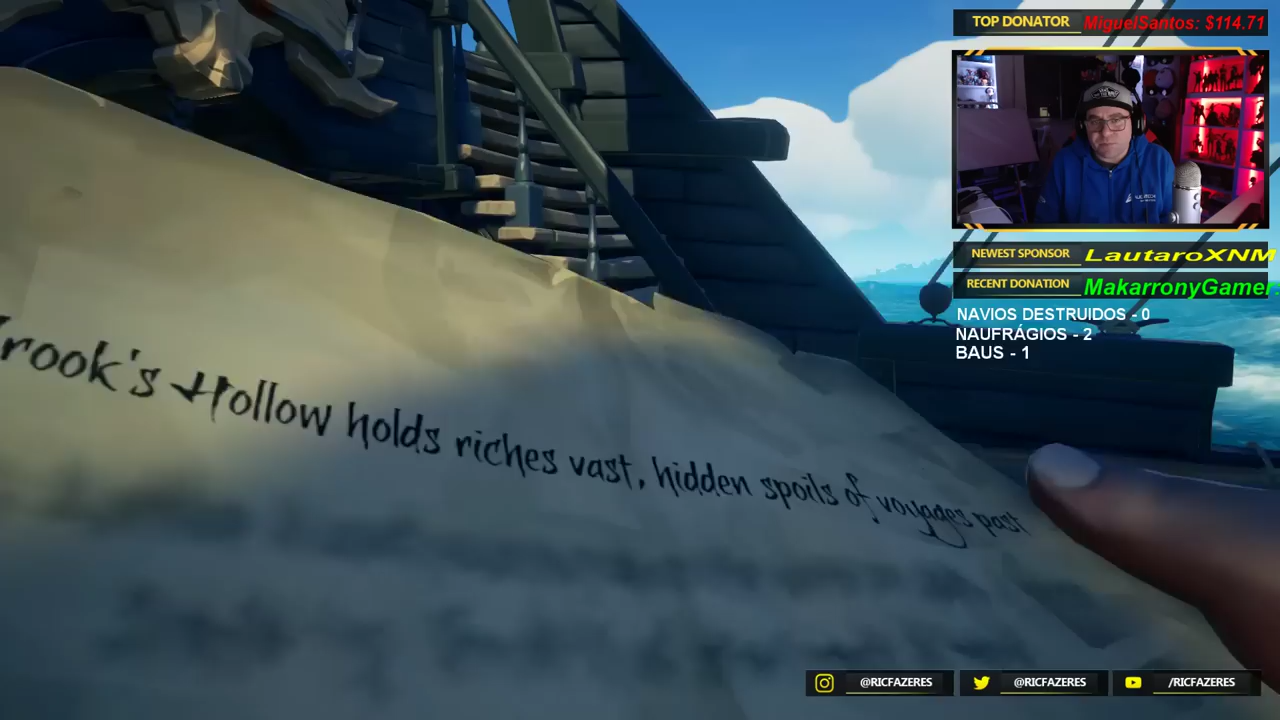 TOP DONATOR MiguelSantos: $114.71
NEWEST SPONSOR LautaroXNM
RECENT DONATION MakarronyGamer
NAVIOS DESTRUIDOS - 0
NAUFRÁGIOS - 2
BAUS - 1
rook's Hollow holds riches vast, hidden spoils of voyages past
@RICFAZERES @RICFAZERES /RICFAZERES